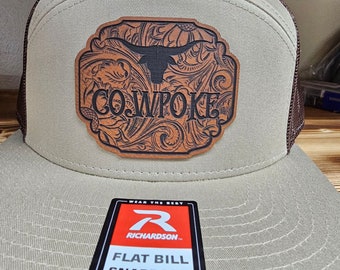 COWPOKE
WEAR THE BEST
RICHARDSON
FLAT BILL